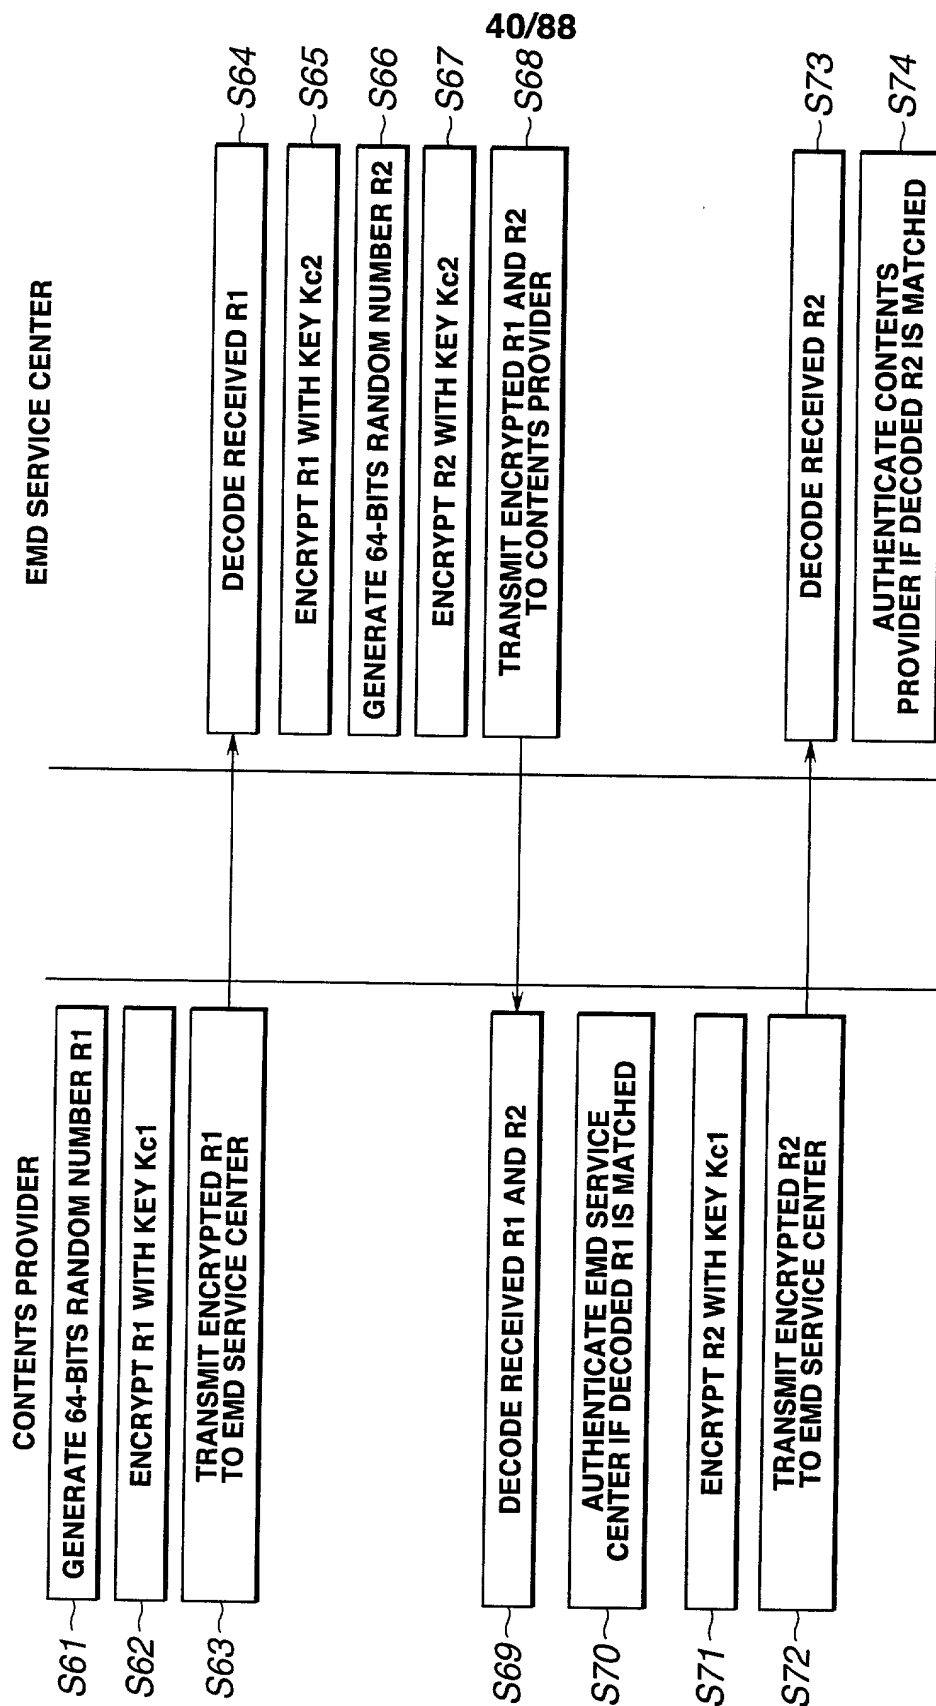 40/88
CONTENTS PROVIDER
EMD SERVICE CENTER
S61
GENERATE 64-BITS RANDOM NUMBER R1
S62
ENCRYPT R1 WITH KEY Kc1
S63
TRANSMIT ENCRYPTED R1
TO EMD SERVICE CENTER
DECODE RECEIVED R1
S64
ENCRYPT R1 WITH KEY Kc2
S65
GENERATE 64-BITS RANDOM NUMBER R2
S66
ENCRYPT R2 WITH KEY Kc2
S67
TRANSMIT ENCRYPTED R1 AND R2
TO CONTENTS PROVIDER
S68
S69
DECODE RECEIVED R1 AND R2
S70
AUTHENTICATE EMD SERVICE
CENTER IF DECODED R1 IS MATCHED
S71
ENCRYPT R2 WITH KEY Kc1
S72
TRANSMIT ENCRYPTED R2
TO EMD SERVICE CENTER
DECODE RECEIVED R2
S73
AUTHENTICATE CONTENTS
PROVIDER IF DECODED R2 IS MATCHED
S74